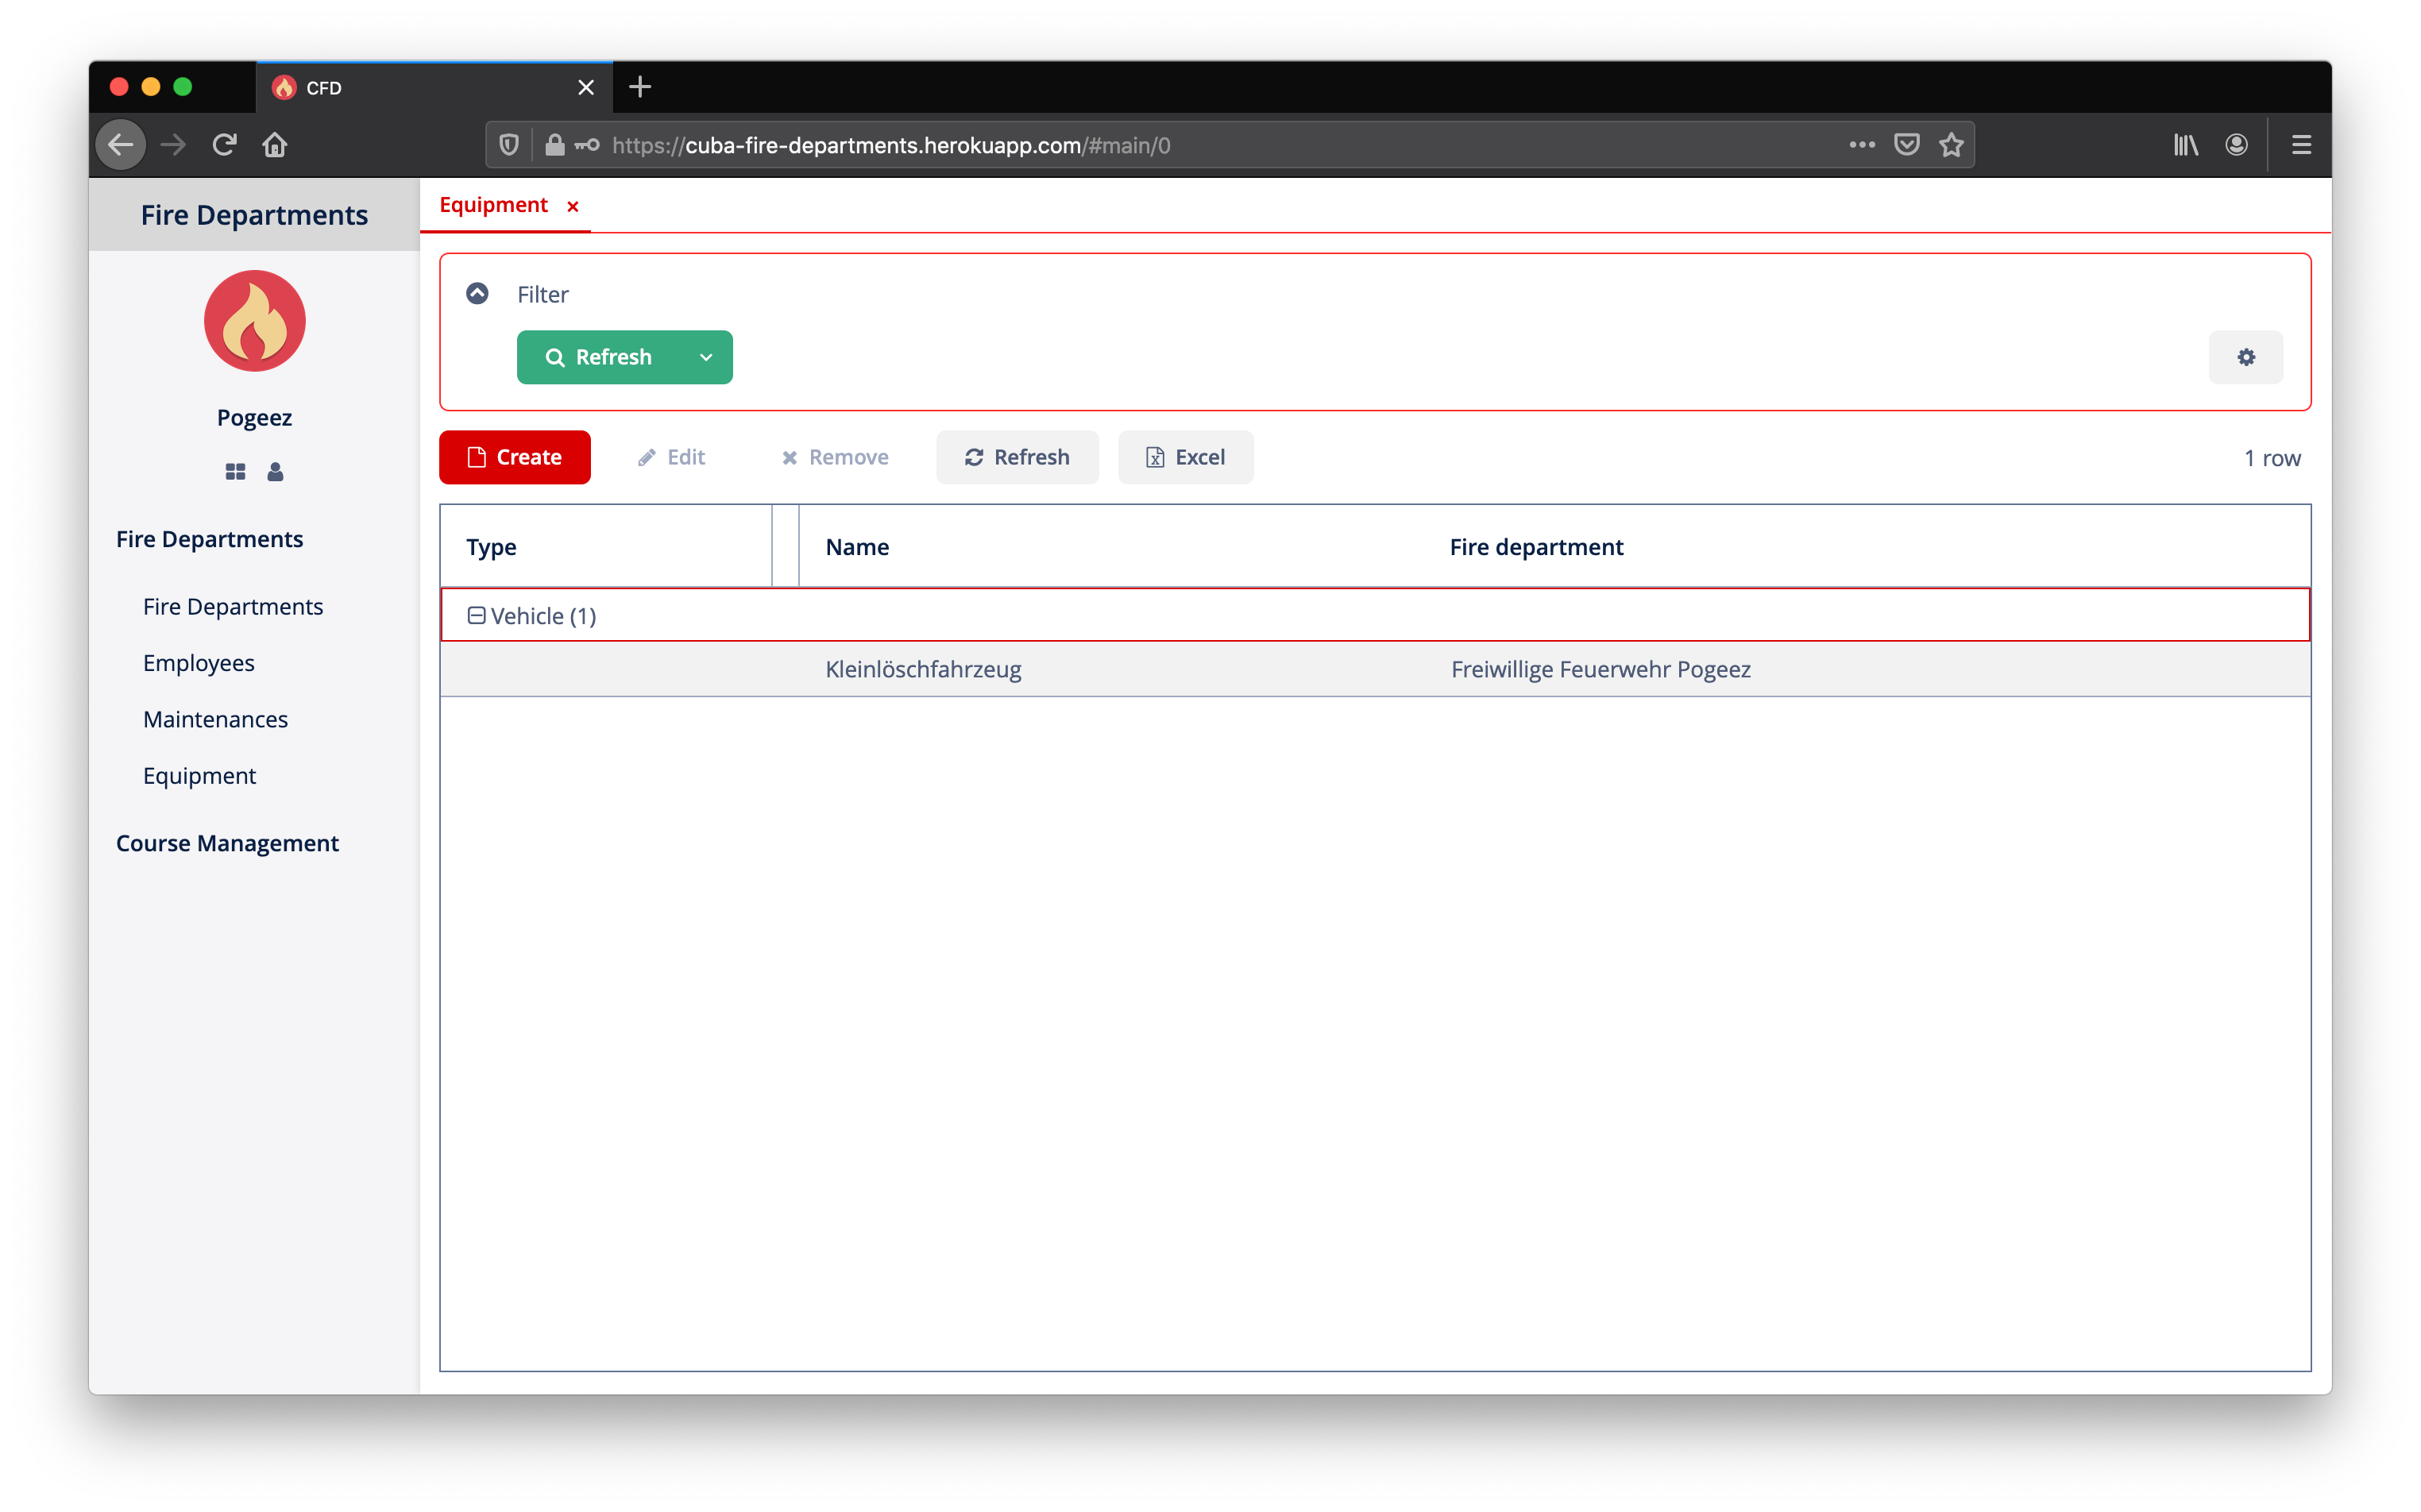 CFD
https://cuba-fire-departments.herokuapp.com/#main/0
Fire Departments
Pogeez
Fire Departments
Fire Departments
Employees
Maintenances
Equipment
Course Management
Equipment
Filter
Refresh
Create Edit Remove Refresh Excel 1 row
Type Name Fire department
Vehicle (1)
Kleinlöschfahrzeug Freiwillige Feuerwehr Pogeez